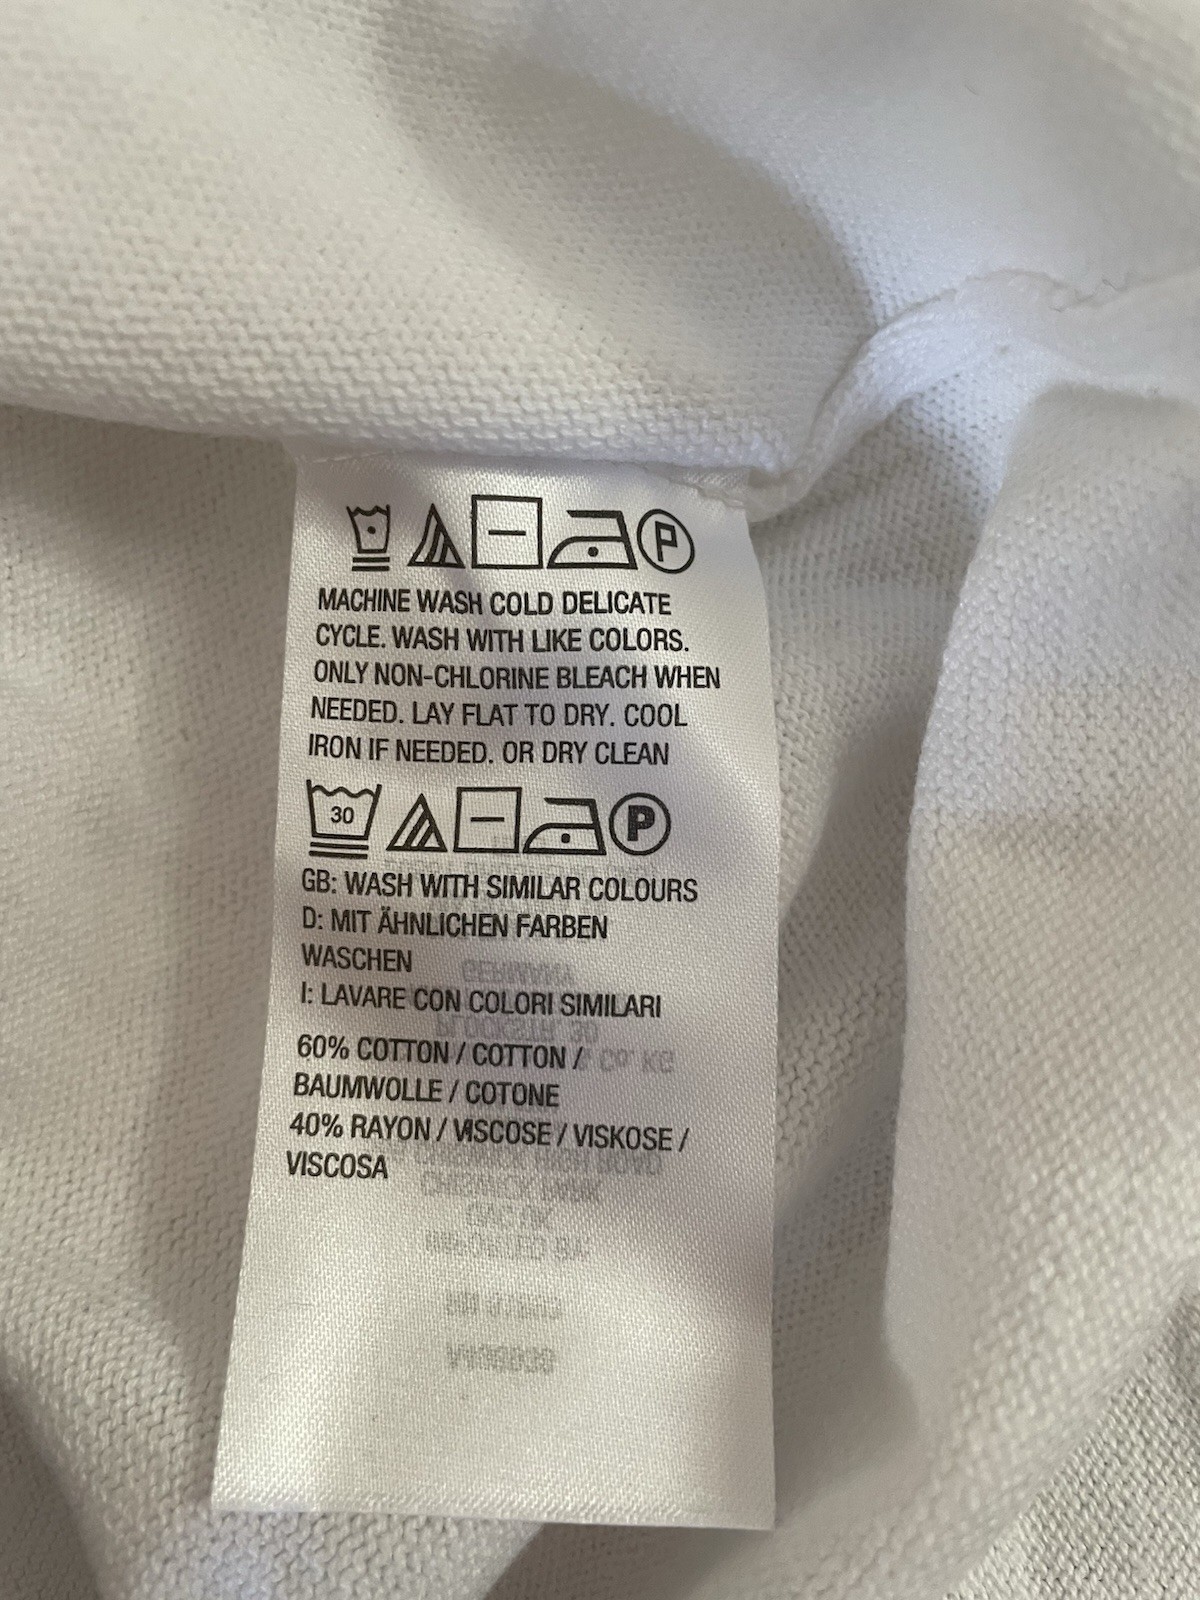 P
MACHINE WASH COLD DELICATE
CYCLE. WASH WITH LIKE COLORS.
ONLY NON-CHLORINE BLEACH WHEN
NEEDED. LAY FLAT TO DRY. COOL
IRON IF NEEDED. OR DRY CLEAN
30 P
GB: WASH WITH SIMILAR COLOURS
D: MIT ÄHNLICHEN FARBEN
WASCHEN
I: LAVARE CON COLORI SIMILARI
60% COTTON / COTTON /
BAUMWOLLE / COTONE
40% RAYON / VISCOSE / VISKOSE /
VISCOSA